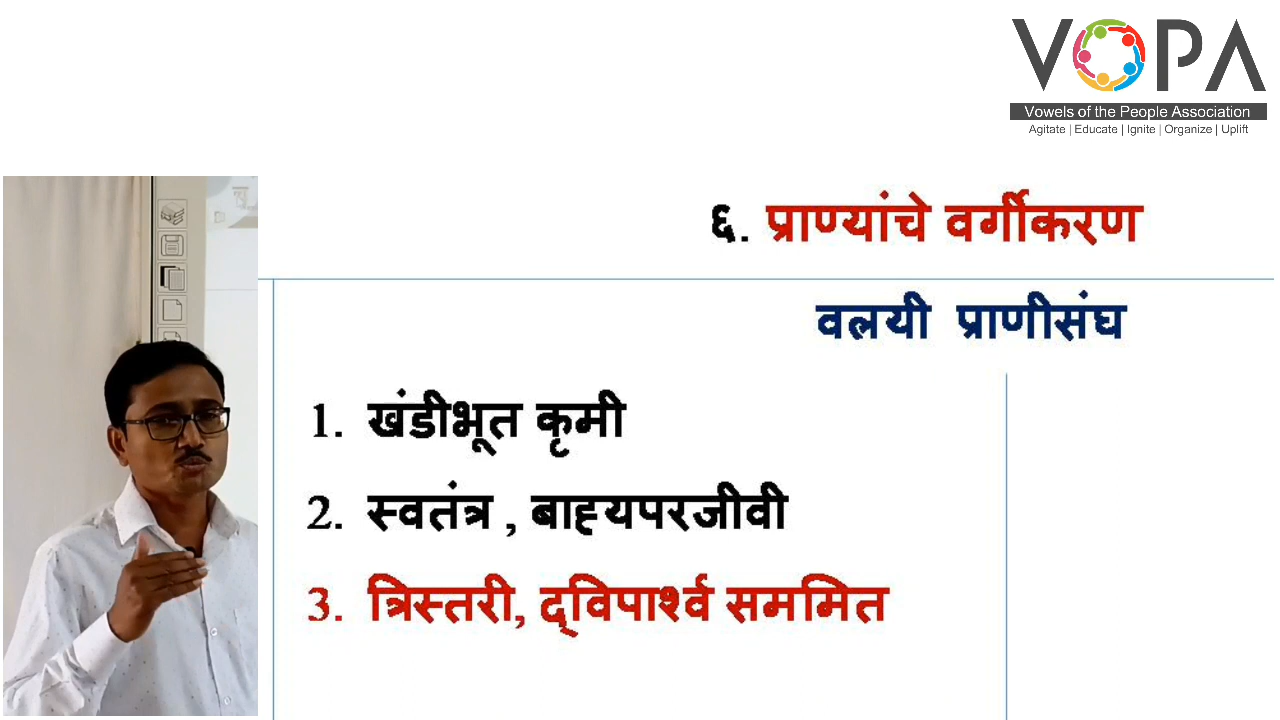 VOPA
Vowels of the People Association
Agitate | Educate | Ignite | Organize | Uplift
६. प्राण्यांचे वर्गीकरण
वलयी प्राणीसंघ
1. खंडीभूत कृमी
2. स्वतंत्र , बाह्यपरजीवी
3. त्रिस्तरी, द्विपार्श्व सममित